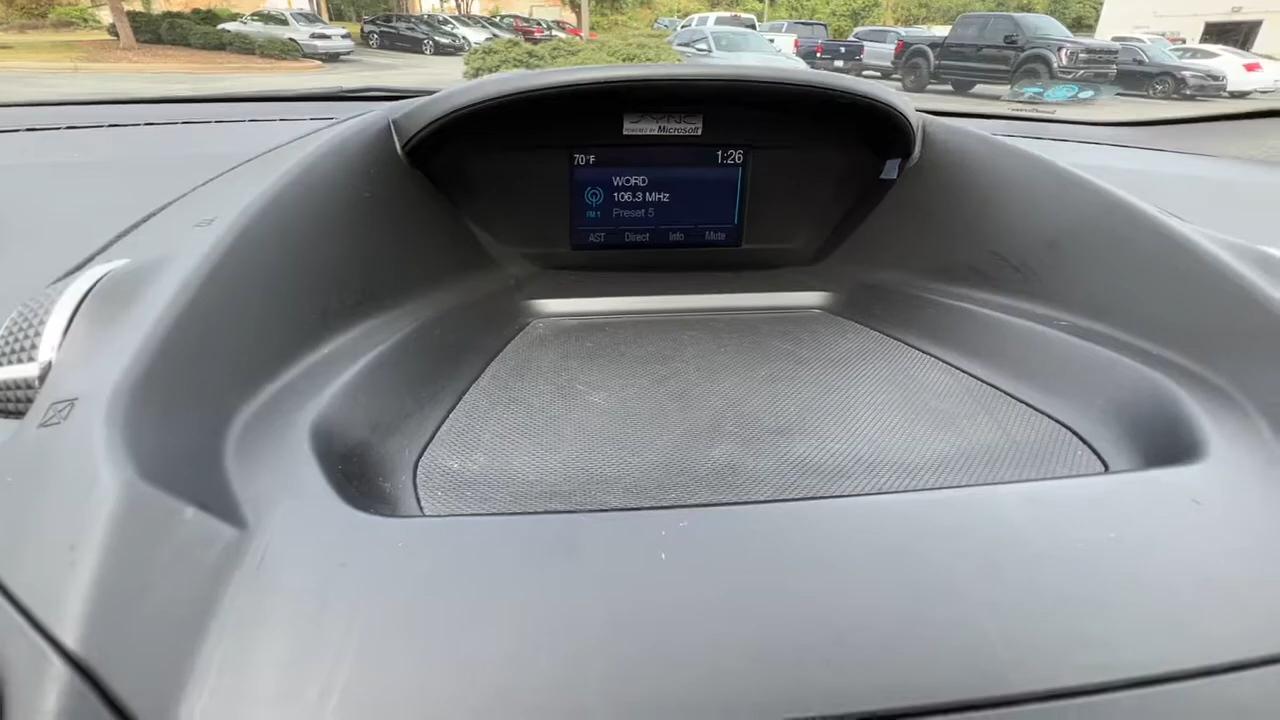 SYNC
POWERED BY Microsoft
70°F 1:26
WORD
106.3 MHz
FM 1
Preset 5
AST Direct Info Mute